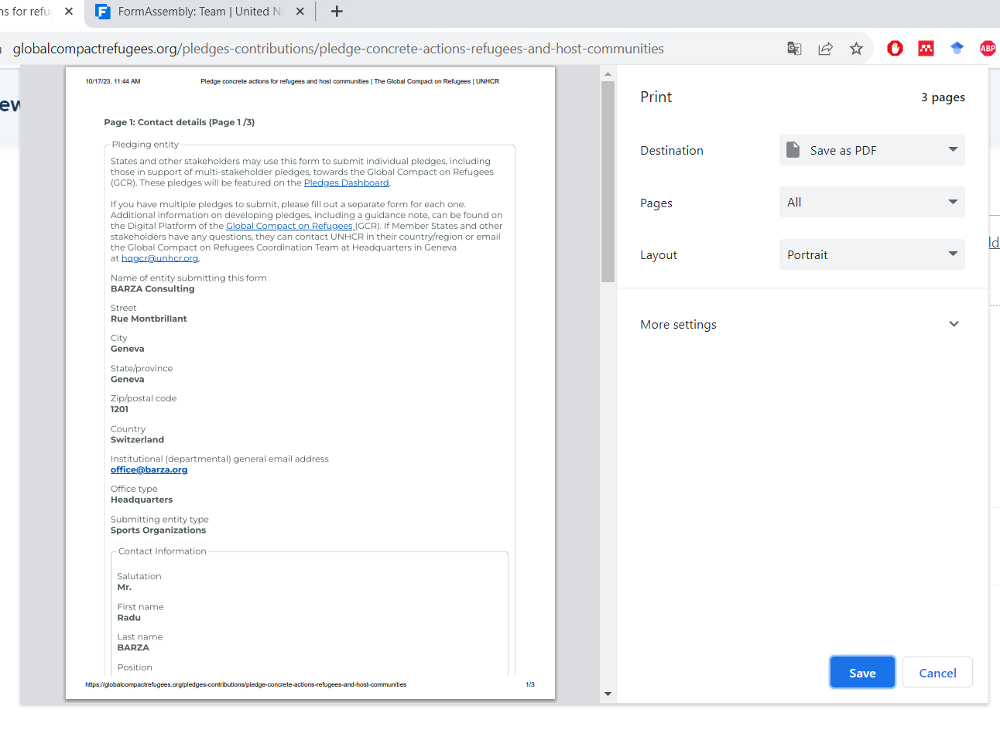 ns for refu
FormAssembly: Team | United Na
globalcompactrefugees.org/pledges-contributions/pledge-concrete-actions-refugees-and-host-communities
ABP
ew
10/17/23, 11:44 AM
Pledge concrete actions for refugees and host communities | The Global Compact on Refugees | UNHCR
Page 1: Contact details (Page 1 /3)
Pledging entity
States and other stakeholders may use this form to submit individual pledges, including
those in support of multi-stakeholder pledges, towards the Global Compact on Refugees
(GCR). These pledges will be featured on the Pledges Dashboard.
If you have multiple pledges to submit, please fill out a separate form for each one.
Additional information on developing pledges, including a guidance note, can be found on
the Digital Platform of the Global Compact on Refugees (GCR). If Member States and other
stakeholders have any questions, they can contact UNHCR in their country/region or email
the Global Compact on Refugees Coordination Team at Headquarters in Geneva
at hqgcr@unhcr.org.
Name of entity submitting this form
BARZA Consulting
Street
Rue Montbrillant
City
Geneva
State/province
Geneva
Zip/postal code
1201
Country
Switzerland
Institutional (departmental) general email address
office@barza.org
Office type
Headquarters
Submitting entity type
Sports Organizations
Contact Information
Salutation
Mr.
First name
Radu
Last name
BARZA
Position
https://globalcompactrefugees.org/pledges-contributions/pledge-concrete-actions-refugees-and-host-communities
1/3
Print
3 pages
Destination
Save as PDF
Pages
All
Layout
Portrait
More settings
Save
Cancel
ld